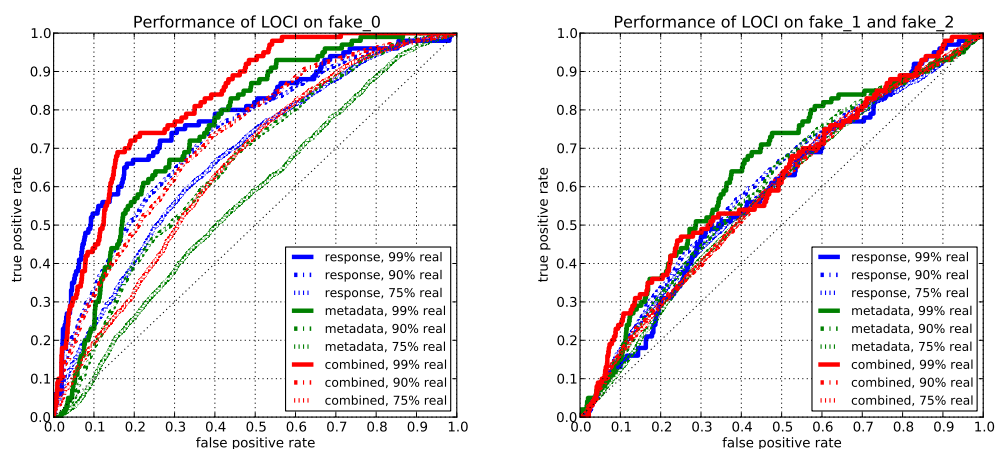 Performance of LOCI on fake_0
1.0
0.9
0.8
0.7
0.6
0.5
0.4
0.3
0.2
0.1
0.0
true positive rate
0.0 0.1 0.2 0.3 0.4 0.5 0.6 0.7 0.8 0.9 1.0
false positive rate
response, 99% real
response, 90% real
response, 75% real
metadata, 99% real
metadata, 90% real
metadata, 75% real
combined, 99% real
combined, 90% real
combined, 75% real
Performance of LOCI on fake_1 and fake_2
1.0
0.9
0.8
0.7
0.6
0.5
0.4
0.3
0.2
0.1
0.0
true positive rate
0.0 0.1 0.2 0.3 0.4 0.5 0.6 0.7 0.8 0.9 1.0
false positive rate
response, 99% real
response, 90% real
response, 75% real
metadata, 99% real
metadata, 90% real
metadata, 75% real
combined, 99% real
combined, 90% real
combined, 75% real